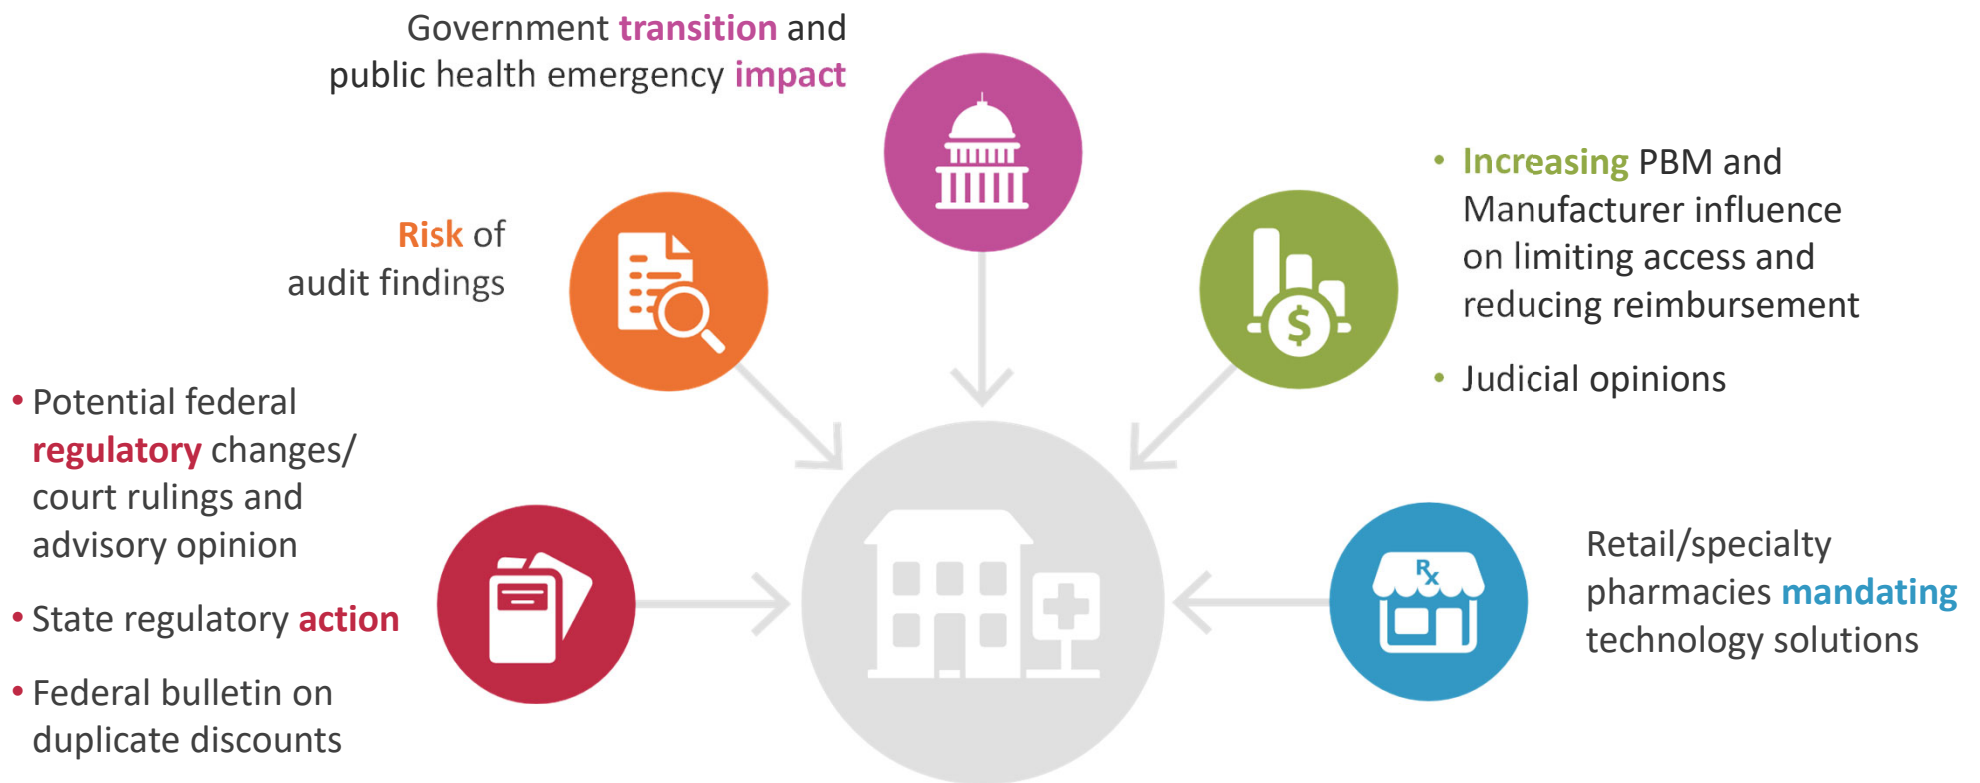 Government transition and
public health emergency impact
Risk of
audit findings
• Increasing PBM and
Manufacturer influence
on limiting access and
reducing reimbursement
• Judicial opinions
$
• Potential federal
regulatory changes/
court rulings and
advisory opinion
• State regulatory action
• Federal bulletin on
duplicate discounts
Rx
Retail/specialty
pharmacies mandating
technology solutions